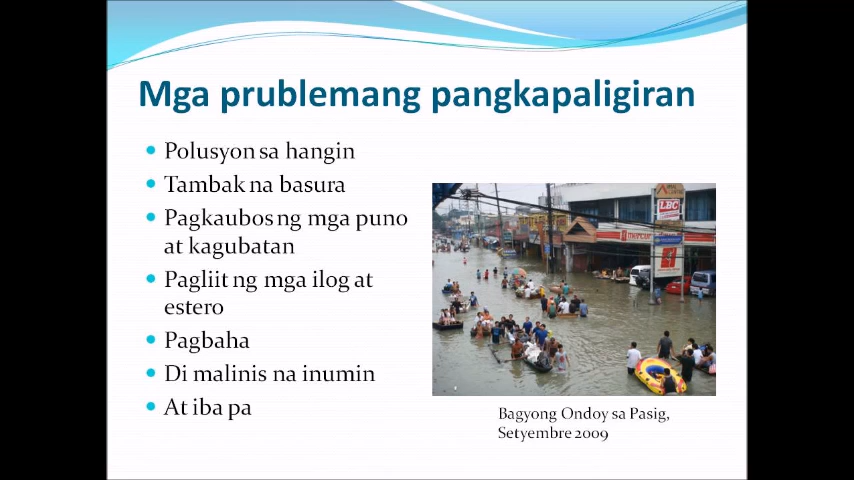 Mga prublemang pangkapaligiran
Polusyon sa hangin
Tambak na basura
Pagkaubos ng mga puno
at kagubatan
Pagliit ng mga ilog at
estero
Pagbaha
Di malinis na inumin
At iba pa
LBC
Bagyong Ondoy sa Pasig,
Setyembre 2009